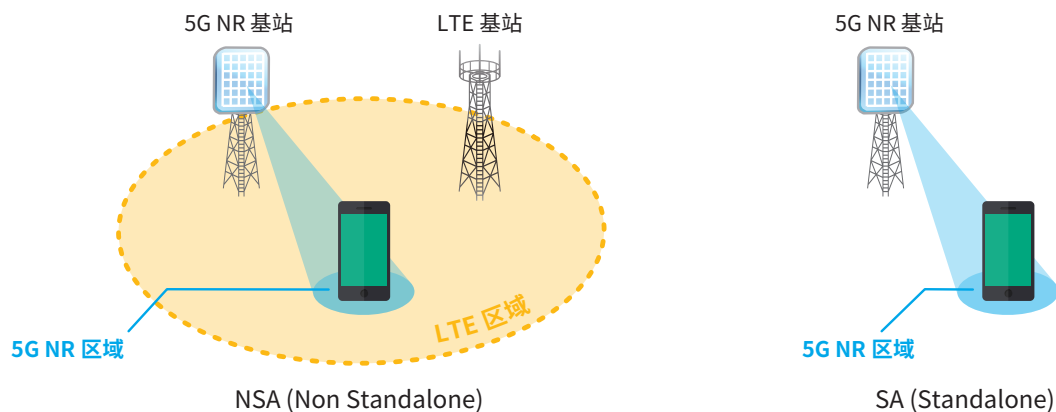 5G NR 基站
LTE 基站
5G NR 基站
LTE 区域
5G NR 区域
5G NR 区域
NSA (Non Standalone)
SA (Standalone)